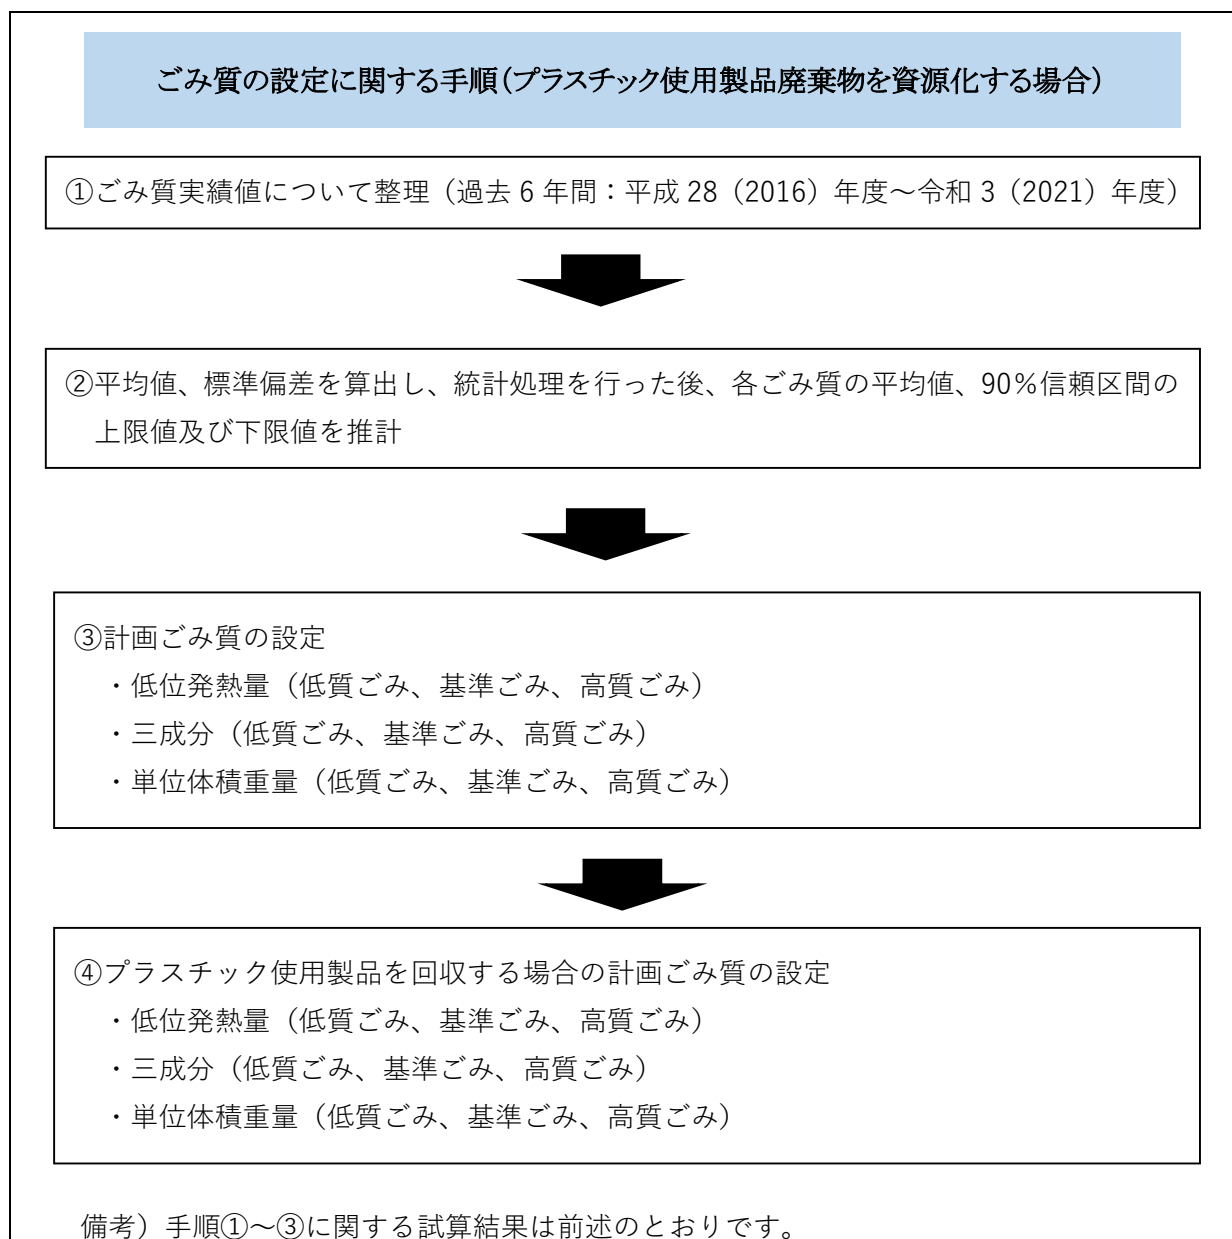 ごみ質の設定に関する手順（プラスチック使用製品廃棄物を資源化する場合）
①ごみ質実績値について整理（過去 6 年間：平成 28（2016）年度～令和 3（2021）年度）
②平均値、標準偏差を算出し、統計処理を行った後、各ごみ質の平均値、90％信頼区間の
上限値及び下限値を推計
③計画ごみ質の設定
・低位発熱量（低質ごみ、基準ごみ、高質ごみ）
・三成分（低質ごみ、基準ごみ、高質ごみ）
・単位体積重量（低質ごみ、基準ごみ、高質ごみ）
④プラスチック使用製品を回収する場合の計画ごみ質の設定
・低位発熱量（低質ごみ、基準ごみ、高質ごみ）
・三成分（低質ごみ、基準ごみ、高質ごみ）
・単位体積重量（低質ごみ、基準ごみ、高質ごみ）
備考）手順①～③に関する試算結果は前述のとおりです。